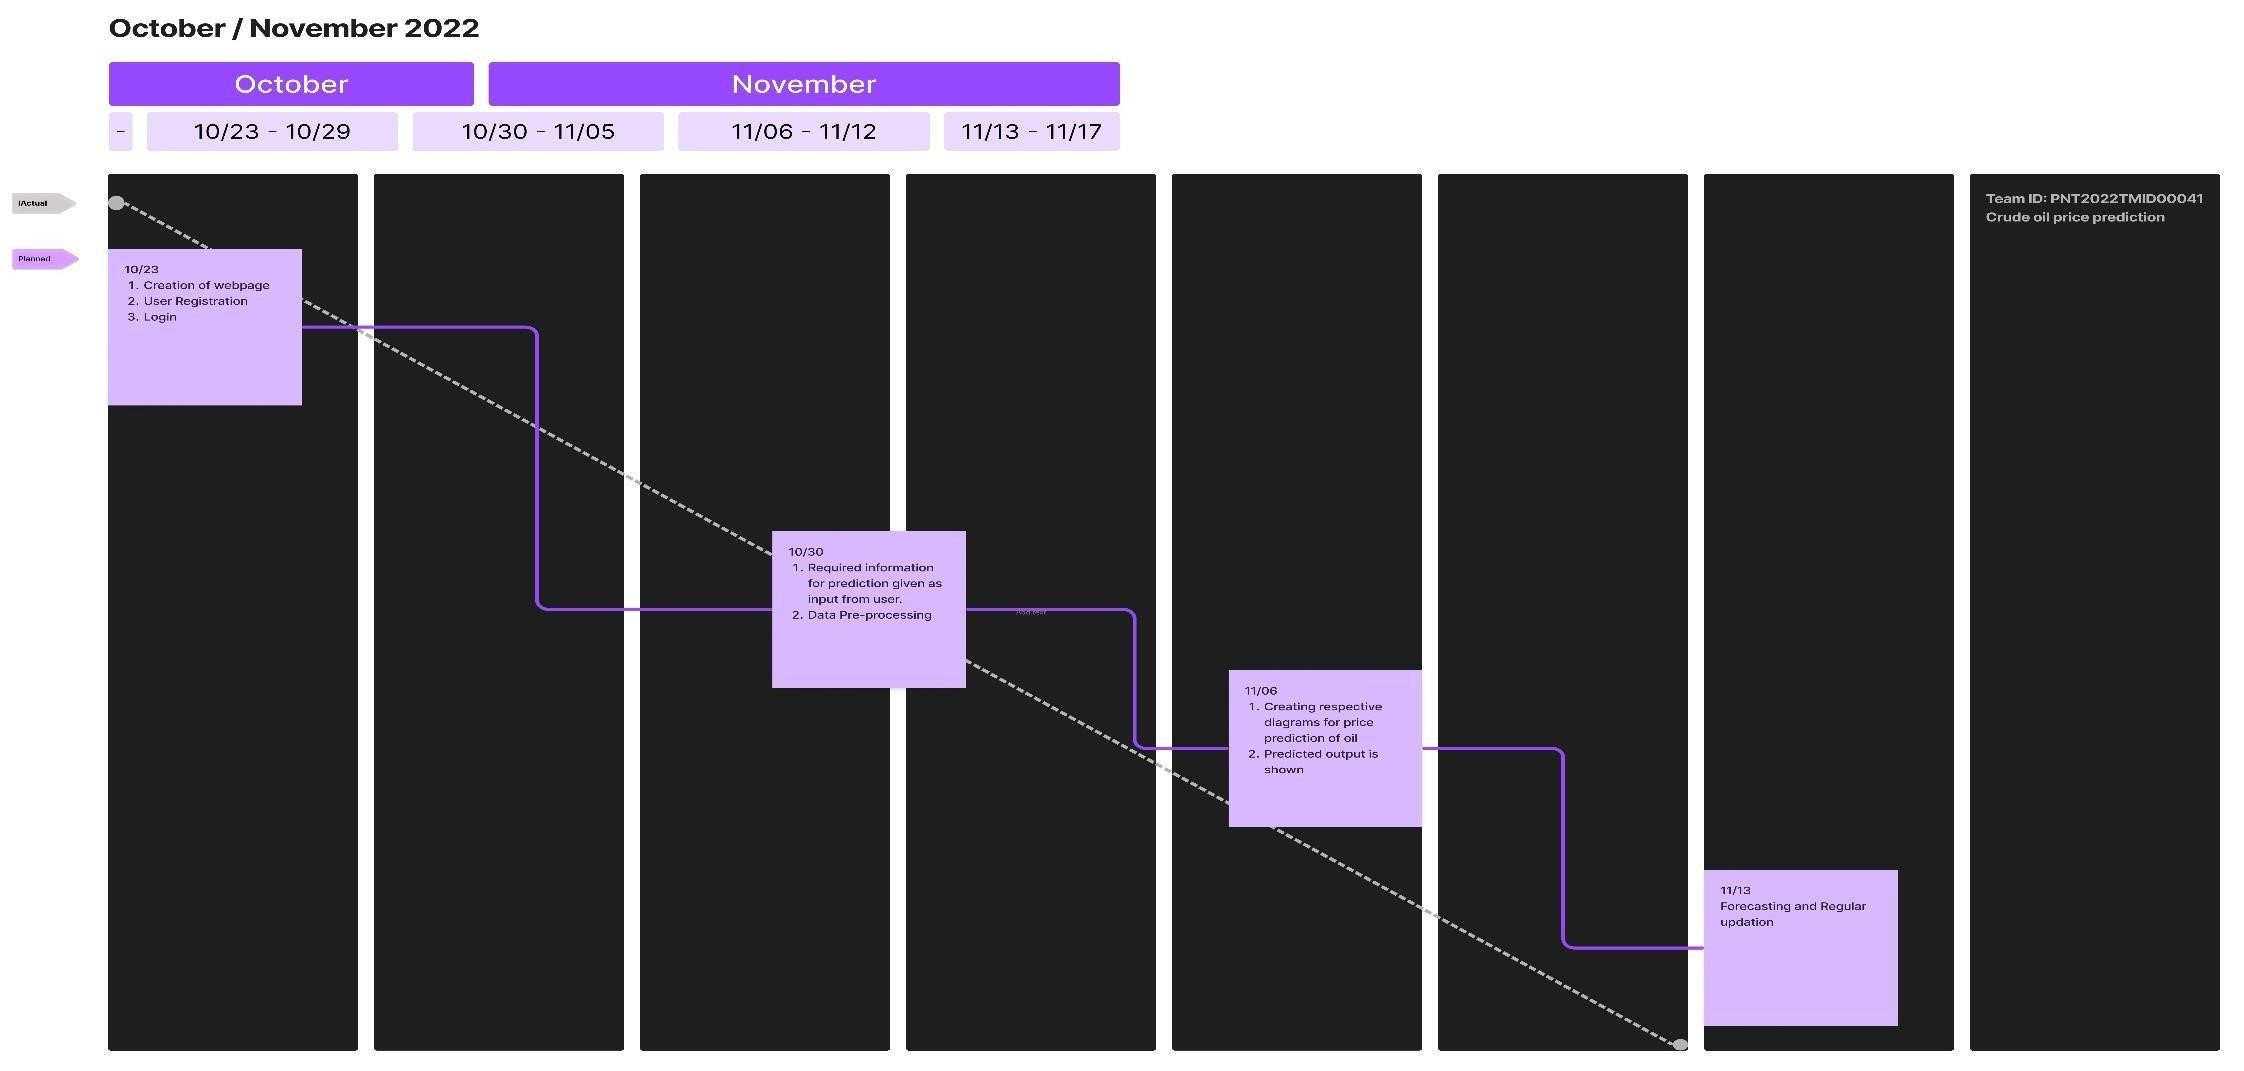 October / November 2022
October
November
-
10/23 - 10/29
10/30 - 11/05
11/06 - 11/12
11/13 - 11/17
iActual
Planned
Team ID: PNT2022TMID00041
Crude oil price prediction
10/23
1. Creation of webpage
2. User Registration
3. Login
10/30
1. Required information
for prediction given as
input from user.
2. Data Pre-processing
Add text
11/06
1. Creating respective
diagrams for price
prediction of oil
2. Predicted output is
shown
11/13
Forecasting and Regular
updation